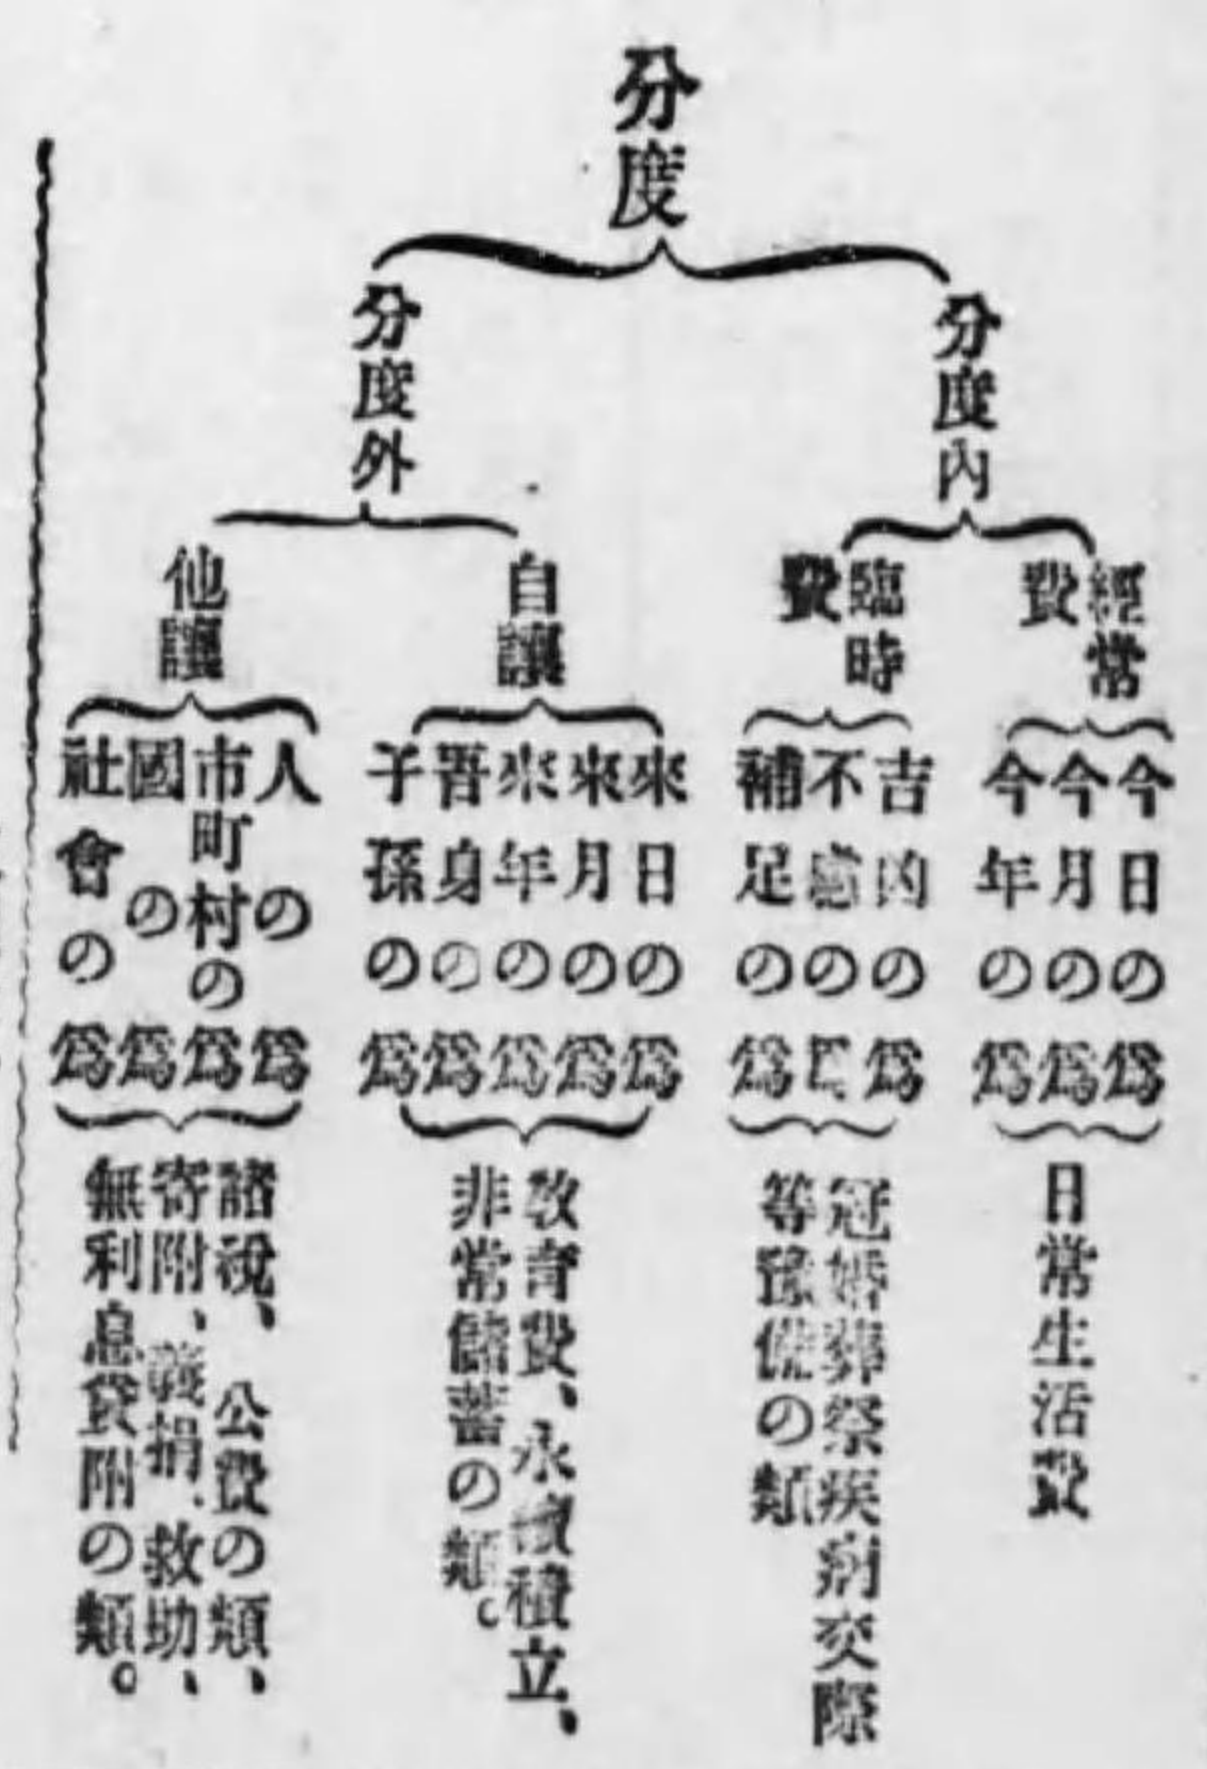 分度
分度內
經常
費
今日の爲
今月の爲
今年の爲
日常生活費
臨時
費
吉凶の爲
不慮の爲
補足の爲
冠婚葬祭疾病交際
等豫備の類
分度外
自讓
來日の爲
來月の爲
來年の爲
吾身の爲
子孫の爲
敎育費、永續積立、
非常儲蓄の類。
他讓
人の爲
市町村の爲
國の爲
社會の爲
諸稅、公費の類、
寄附、義捐、救助、
無利息貸附の類。